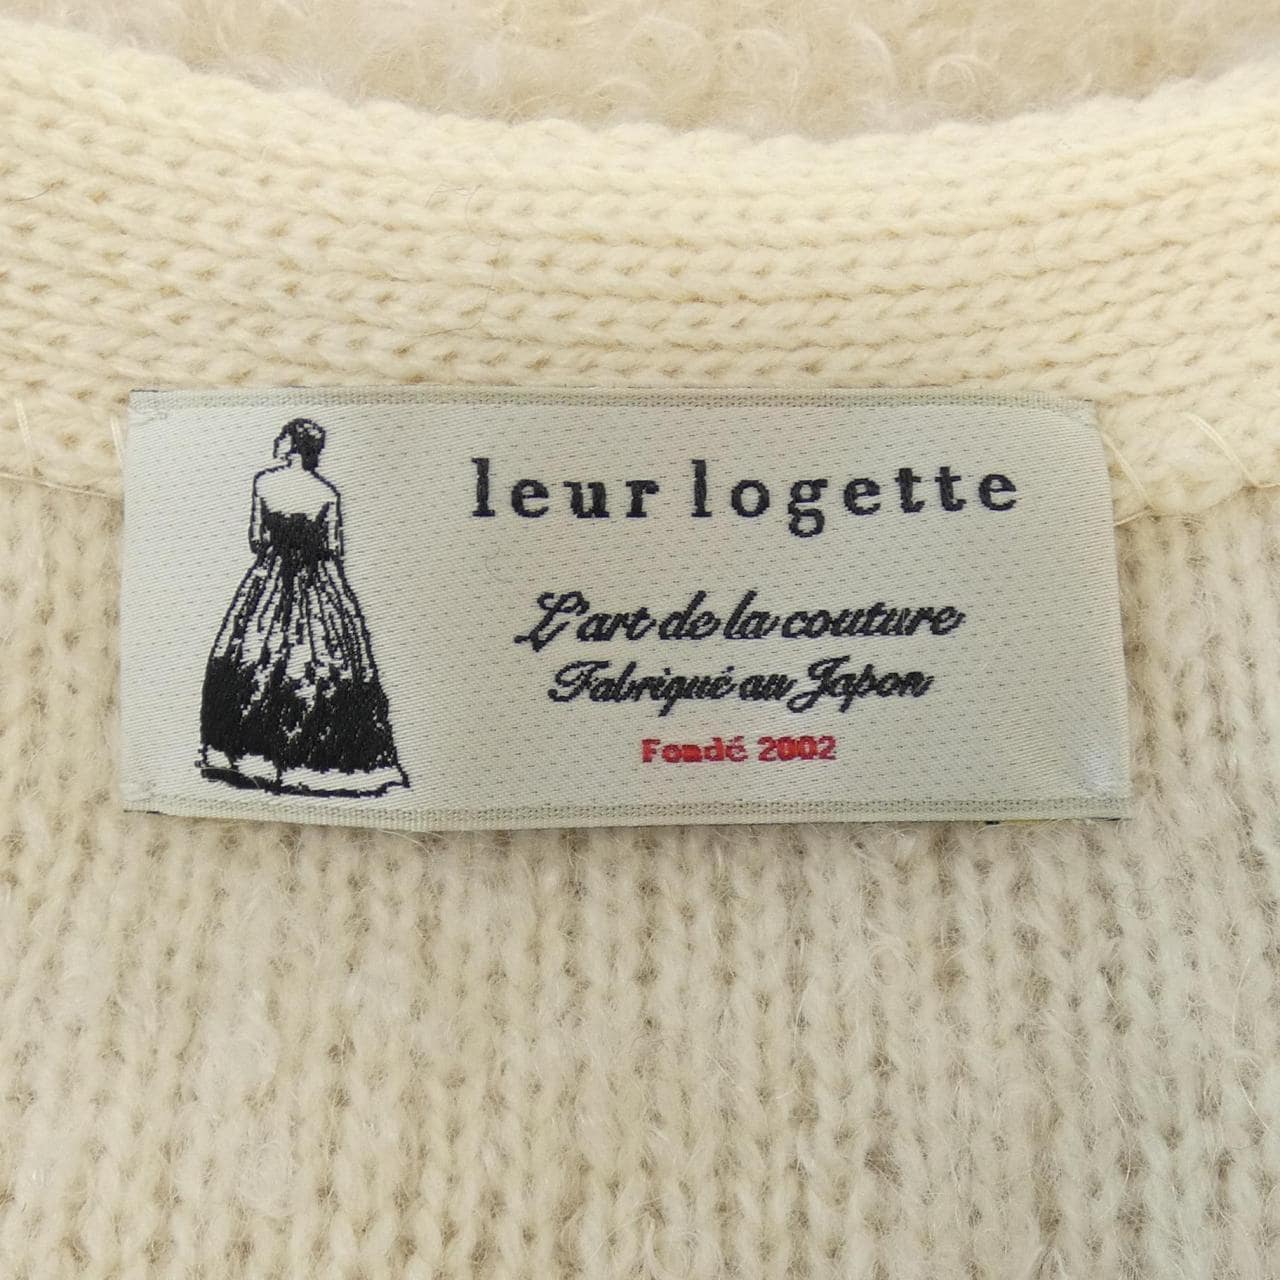 leur logette
L'art de la couture
Fabriqué au Japon
Fondé 2002